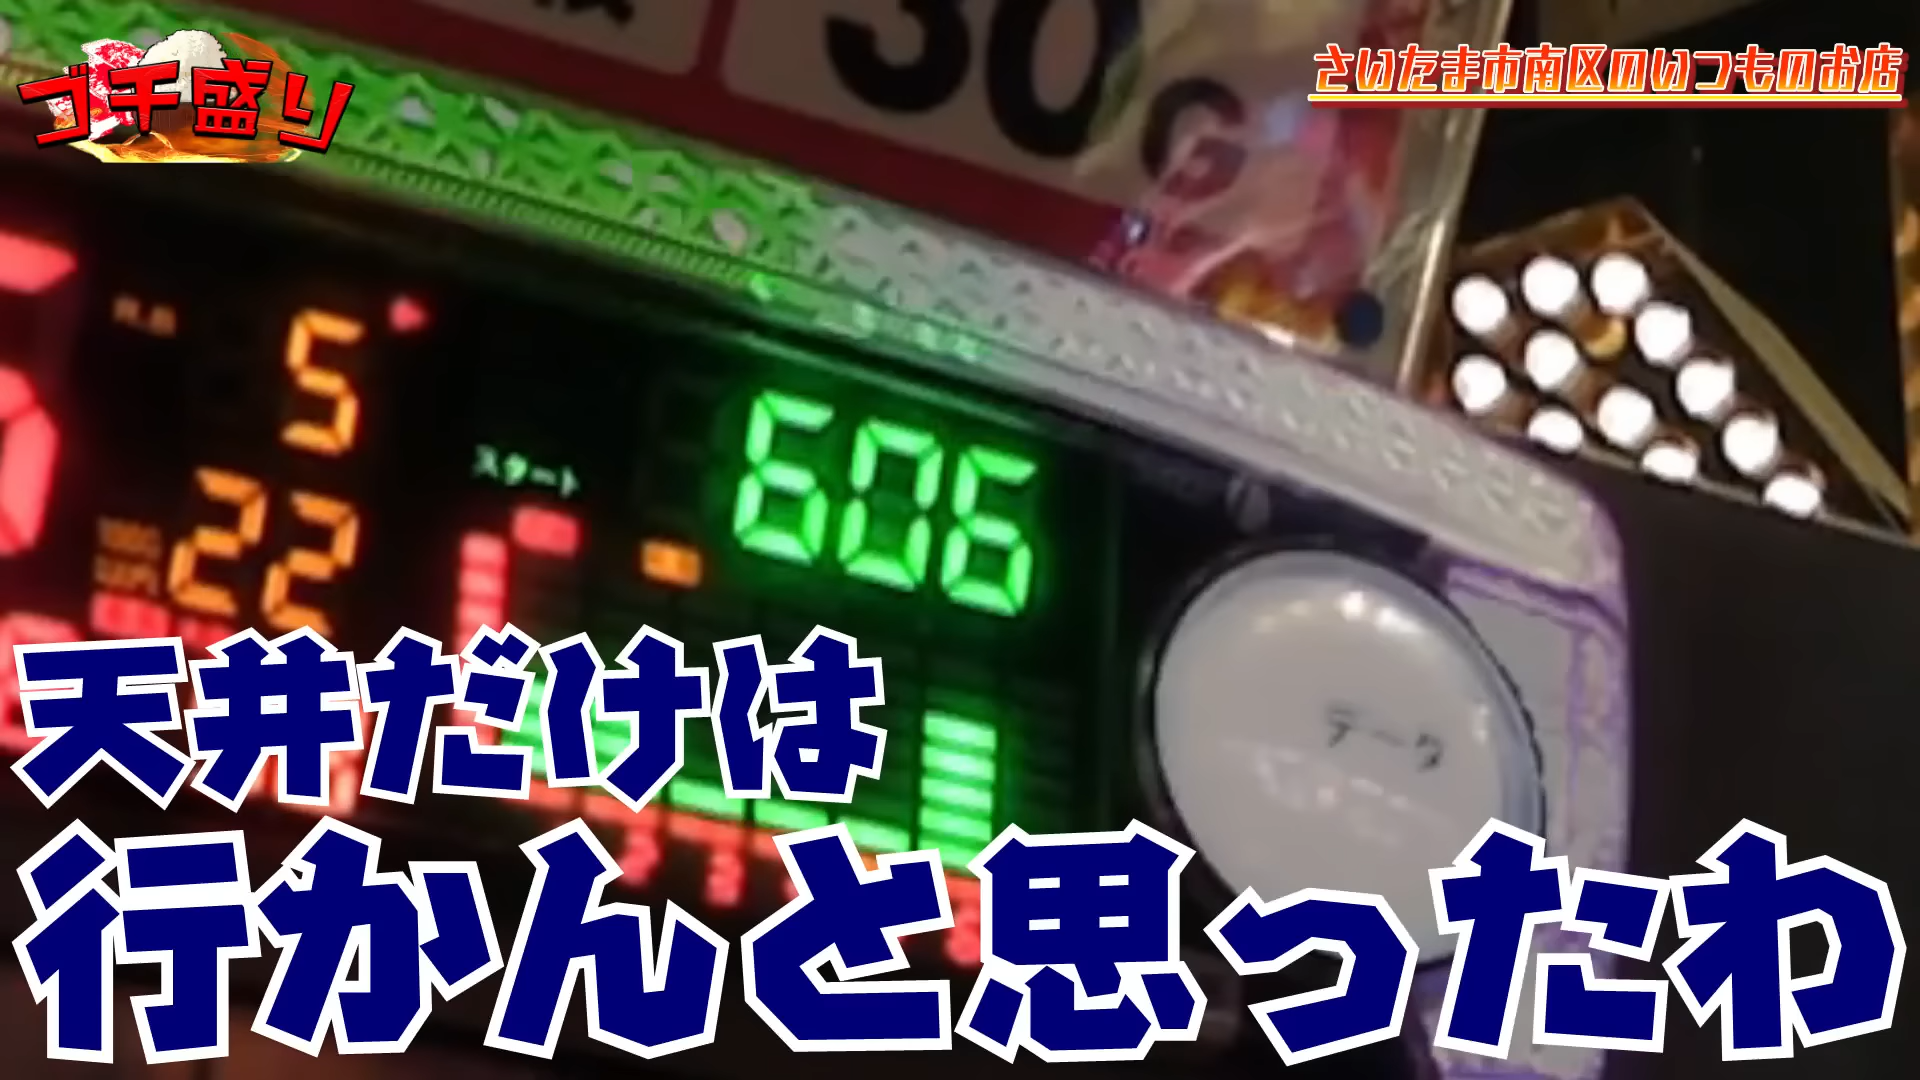 ゴチ盛り
さいたま市南区のいつものお店
30
5
スタート
606
22
データ
天井だけは
行かんと思ったわ